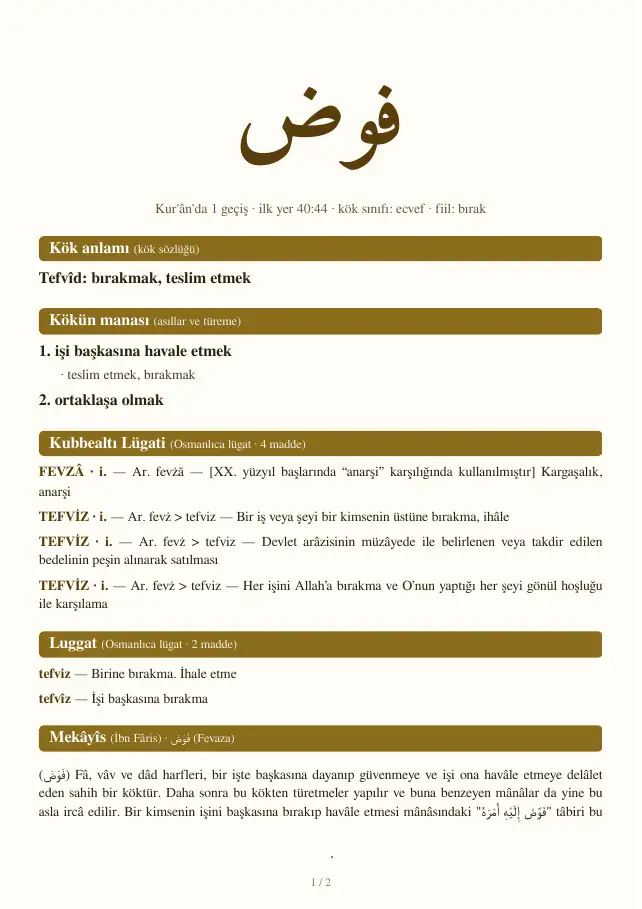 فوض
Kur'ân'da 1 geçiş · ilk yer 40:44 · kök sınıfı: ecvef · fiil: bırak
Kök anlamı (kök sözlüğü)
Tefvîd: bırakmak, teslim etmek
Kökün manası (asıllar ve türeme)
1. işi başkasına havale etmek
· teslim etmek, bırakmak
2. ortaklaşa olmak
Kubbealtı Lügati (Osmanlıca lügat · 4 madde)
FEVZÂ · i. — Ar. fevżā — [XX. yüzyıl başlarında “anarşi” karşılığında kullanılmıştır] Kargaşalık,
anarşi
TEFVİZ · i. — Ar. fevż > tefviz — Bir iş veya şeyi bir kimsenin üstüne bırakma, ihâle
TEFVİZ · i. — Ar. fevż > tefviz — Devlet arâzisinin müzâyede ile belirlenen veya takdir edilen
bedelinin peşin alınarak satılması
TEFVİZ · i. — Ar. fevż > tefviz — Her işini Allah’a bırakma ve O’nun yaptığı her şeyi gönül hoşluğu
ile karşılama
Luggat (Osmanlıca lügat · 2 madde)
tefviz — Birine bırakma. İhale etme
tefvîz — İşi başkasına bırakma
Mekâyîs (İbn Fâris) · فَوَضَ (Fevaza)
(فَوَّضَ) Fâ, vâv ve dâd harfleri, bir işte başkasına dayanıp güvenmeye ve işi ona havâle etmeye delâlet
eden sahih bir köktür. Daha sonra bu kökten türetmeler yapılır ve buna benzeyen mânâlar da yine bu
asla ircâ edilir. Bir kimsenin işini başkasına bırakıp havâle etmesi mânâsındaki "فَوَّضَ إِلَيْهِ أَمْرَهُ" tâbiri bu
.
1 / 2